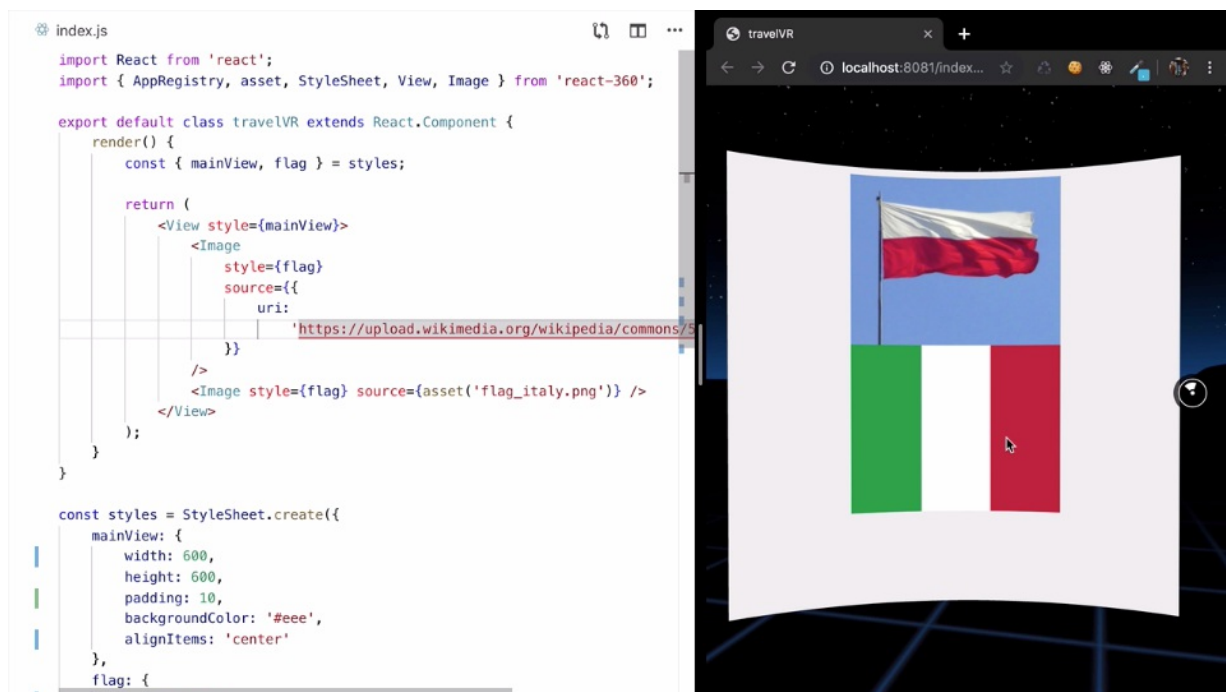 index.js
import React from 'react';
import { AppRegistry, asset, StyleSheet, View, Image } from 'react-360';
export default class travelVR extends React.Component {
render() {
const { mainView, flag } = styles;
return (
<View style={mainView}>
<Image
style={flag}
source={{
uri:
'https://upload.wikimedia.org/wikipedia/commons/5
}}
/>
<Image style={flag} source={asset('flag_italy.png')} />
</View>
);
}
}
const styles = StyleSheet.create({
mainView: {
width: 600,
height: 600,
padding: 10,
backgroundColor: '#eee',
alignItems: 'center'
},
flag: {
travelVR
localhost:8081/index...